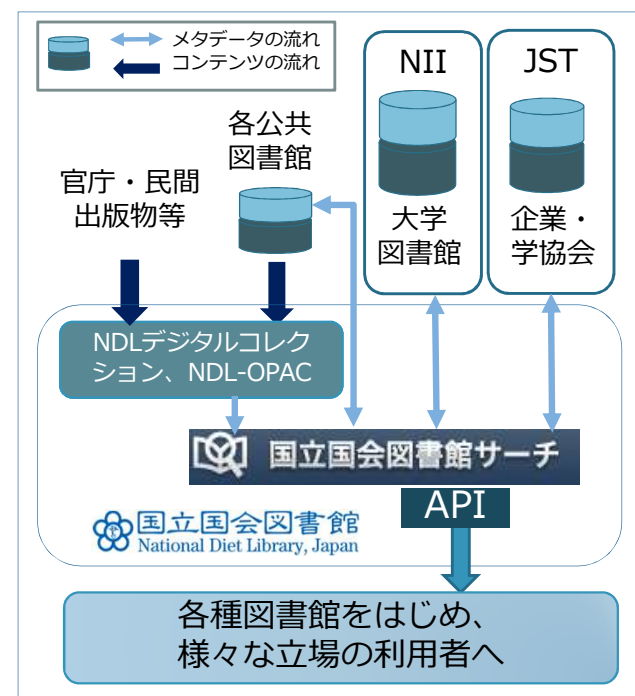 メタデータの流れ
コンテンツの流れ
NII
JST
各公共
図書館
官庁・民間
出版物等
大学
図書館
企業・
学協会
NDLデジタルコレク
ション、NDL-OPAC
国立国会図書館サーチ
API
国立国会図書館
National Diet Library, Japan
各種図書館をはじめ、
様々な立場の利用者へ